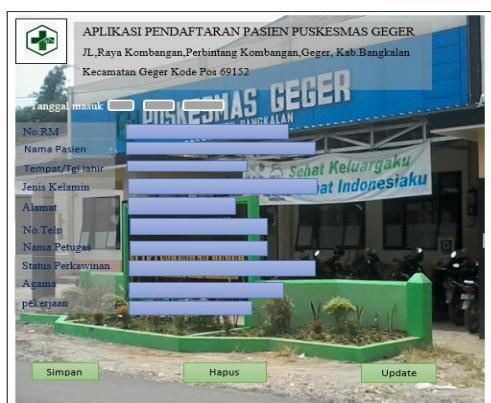 APLIKASI PENDAFTARAN PASIEN PUSKESMAS GEGER
JL,Raya Kombangan,Perbintang Kombangan,Geger, Kab.Bangkalan
Kecamatan Geger Kode Pos 69152
Tanggal masuk
PUSKESMAS GEGER
BANGKALAN
No.RM
Nama Pasien
Tempat/Tgl lahir
Sehat Keluargaku
Jenis Kelamin
Indonesiaku
Alamat
No.Telp
Nama Petugas
Status Perkawinan
Agama
pekerjaan
Simpan
Hapus
Update